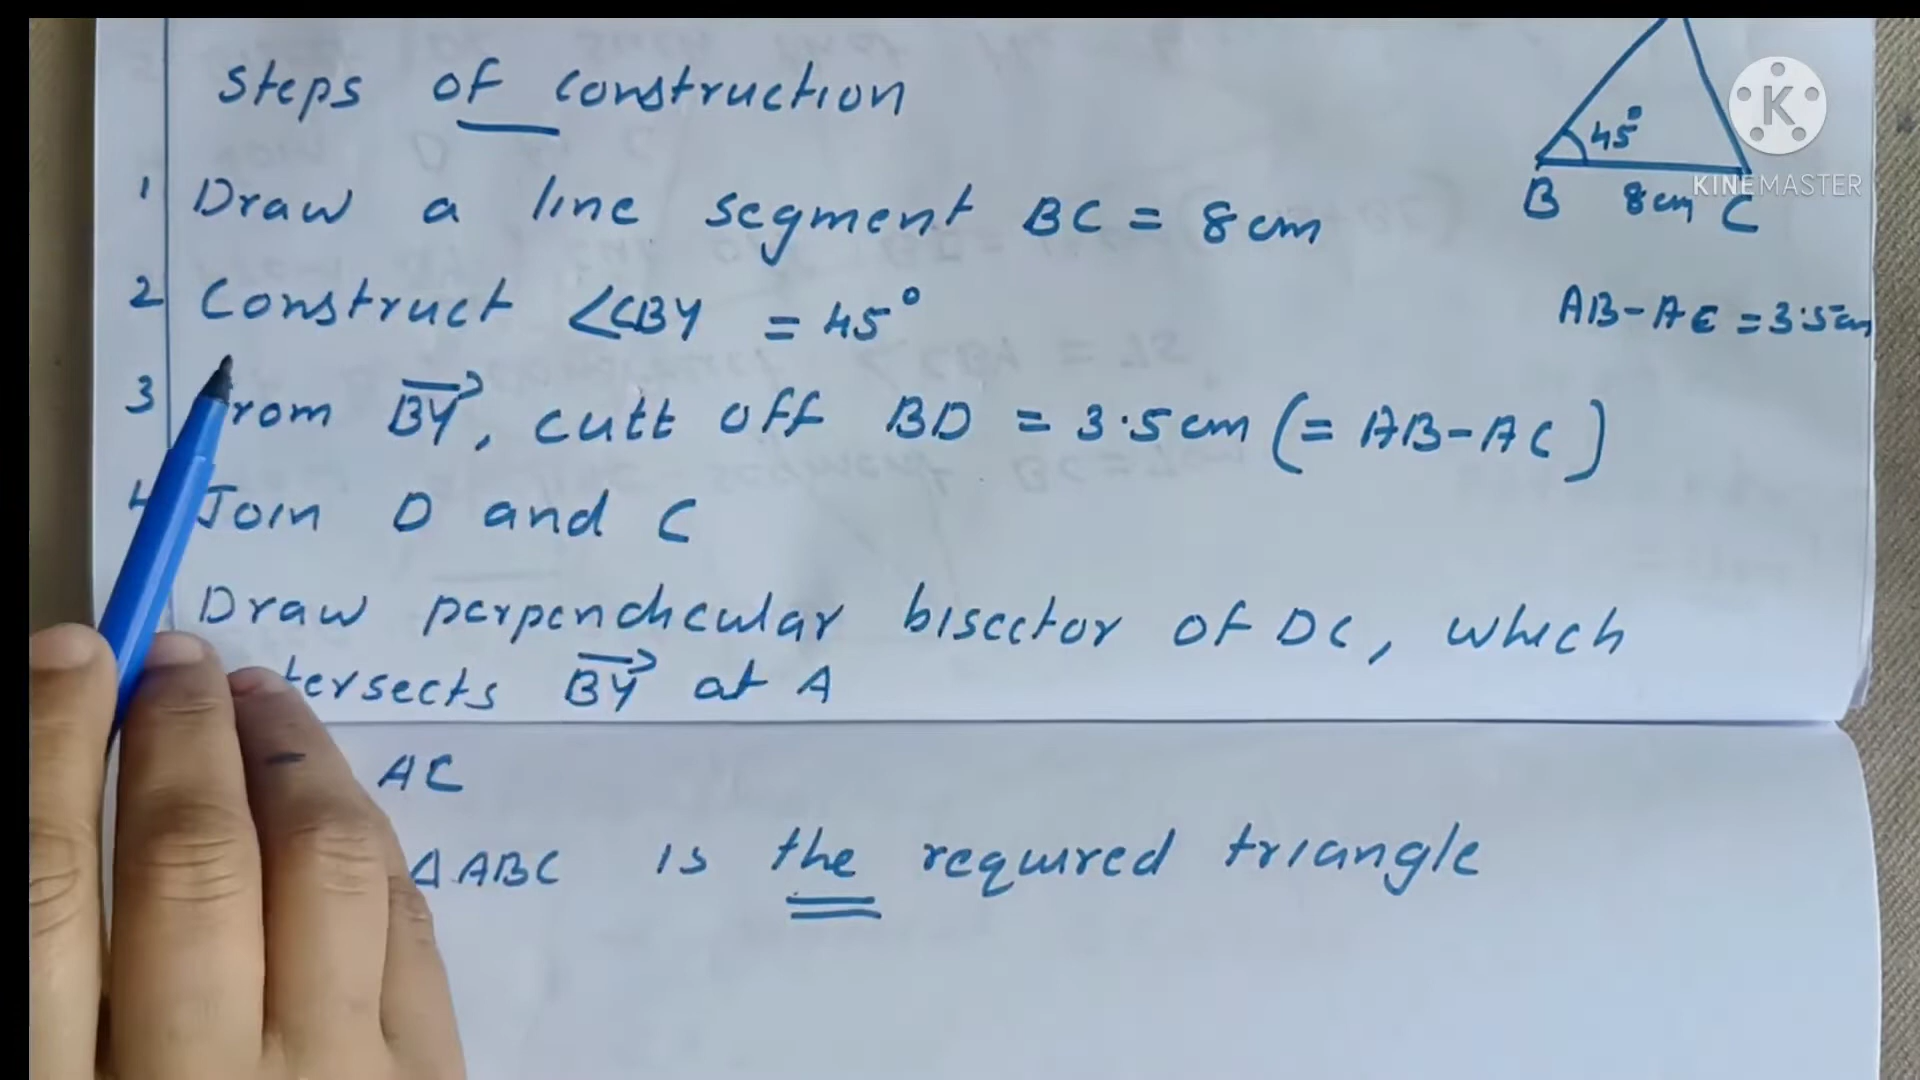 Steps of construction
45°
KINEMASTER
B 8cm C
1 Draw a line segment BC = 8cm
2 Construct ∠CBY = 45°
AB-AC = 3.5cm
3 From BY, cutt off BD = 3.5cm (= AB-AC)
4 Join D and C
Draw perpendicular bisector of DC, which
tersects BY at A
AC
Δ ABC is the required triangle